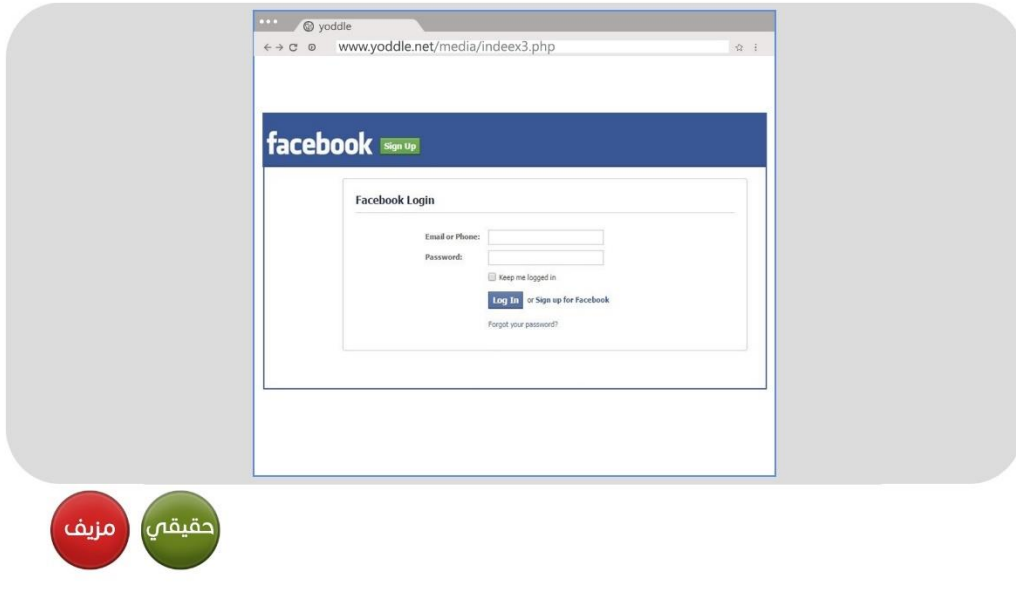 yoddle
www.yoddle.net/media/indeex3.php
facebook Sign Up
Facebook Login
Email or Phone:
Password:
Keep me logged in
Log In or Sign up for Facebook
Forgot your password?
حقيقي
مزيف